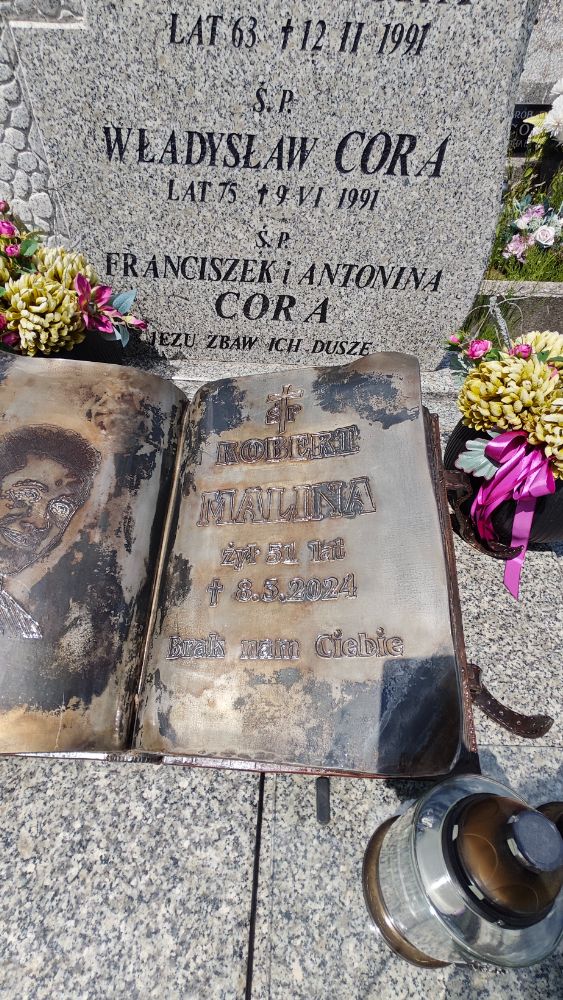 LAT 63 † 12 II 1991
Ś.P.
WŁADYSŁAW CORA
LAT 75 † 9 VI 1991
Ś.P.
FRANCISZEK i ANTONINA
CORA
JEZU ZBAW ICH DUSZE
ŚP
ROBERT
MALINA
żył 51 lat
† 8.3.2024
Brak nam Ciebie